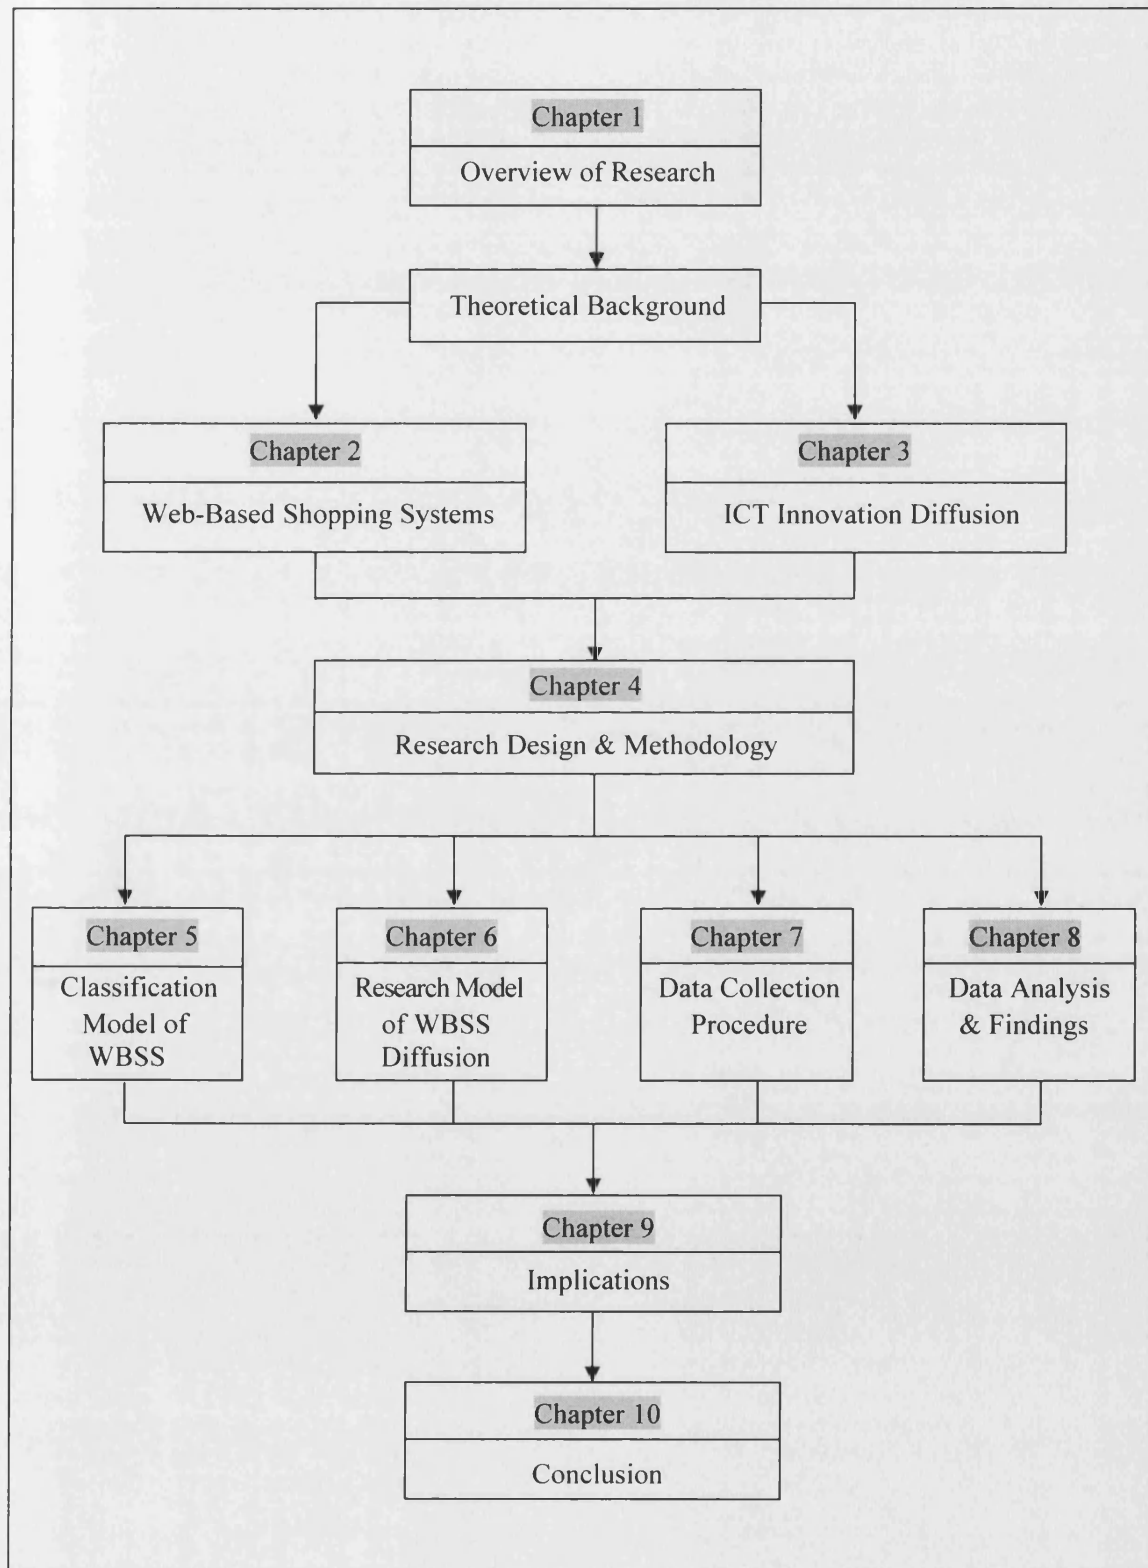 Chapter 1
Overview of Research
Theoretical Background
Chapter 2
Web-Based Shopping Systems
Chapter 3
ICT Innovation Diffusion
Chapter 4
Research Design & Methodology
Chapter 5
Classification
Model of
WBSS
Chapter 6
Research Model
of WBSS
Diffusion
Chapter 7
Data Collection
Procedure
Chapter 8
Data Analysis
& Findings
Chapter 9
Implications
Chapter 10
Conclusion